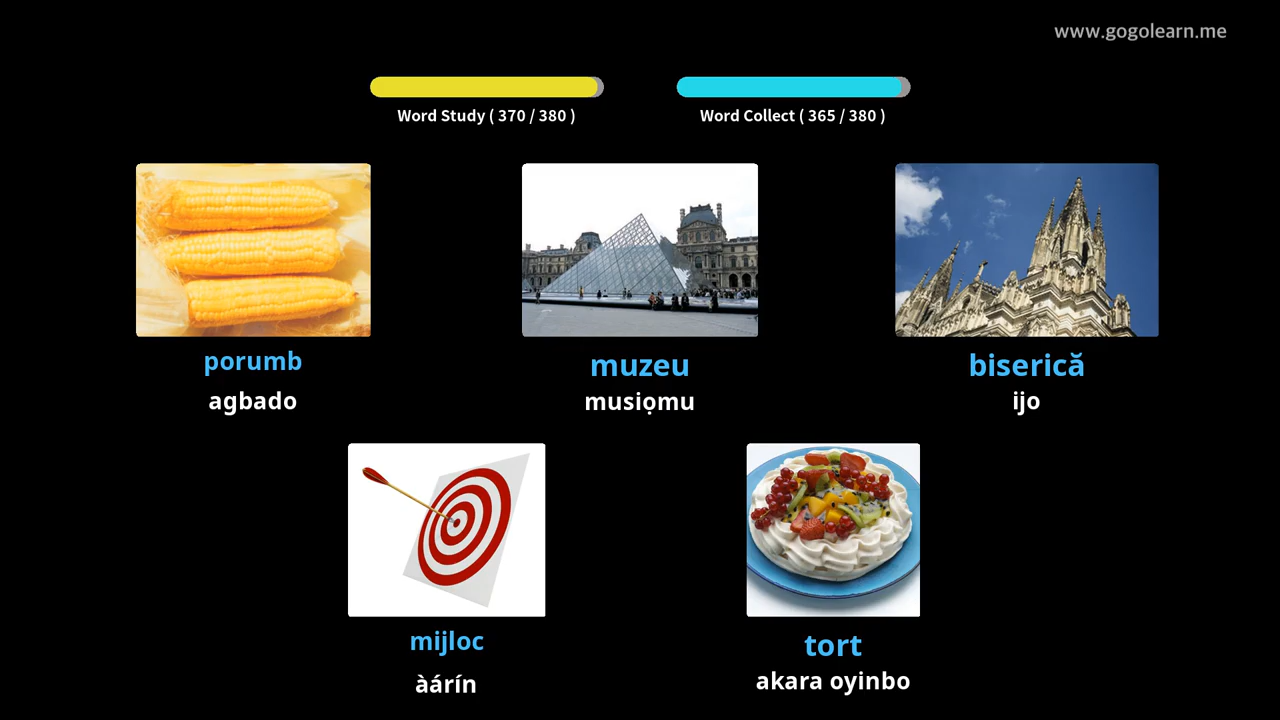 www.gogolearn.me
Word Study ( 370 / 380 )
Word Collect ( 365 / 380 )
porumb
agbado
muzeu
musiọmu
biserică
ijo
mijloc
àárín
tort
akara oyinbo